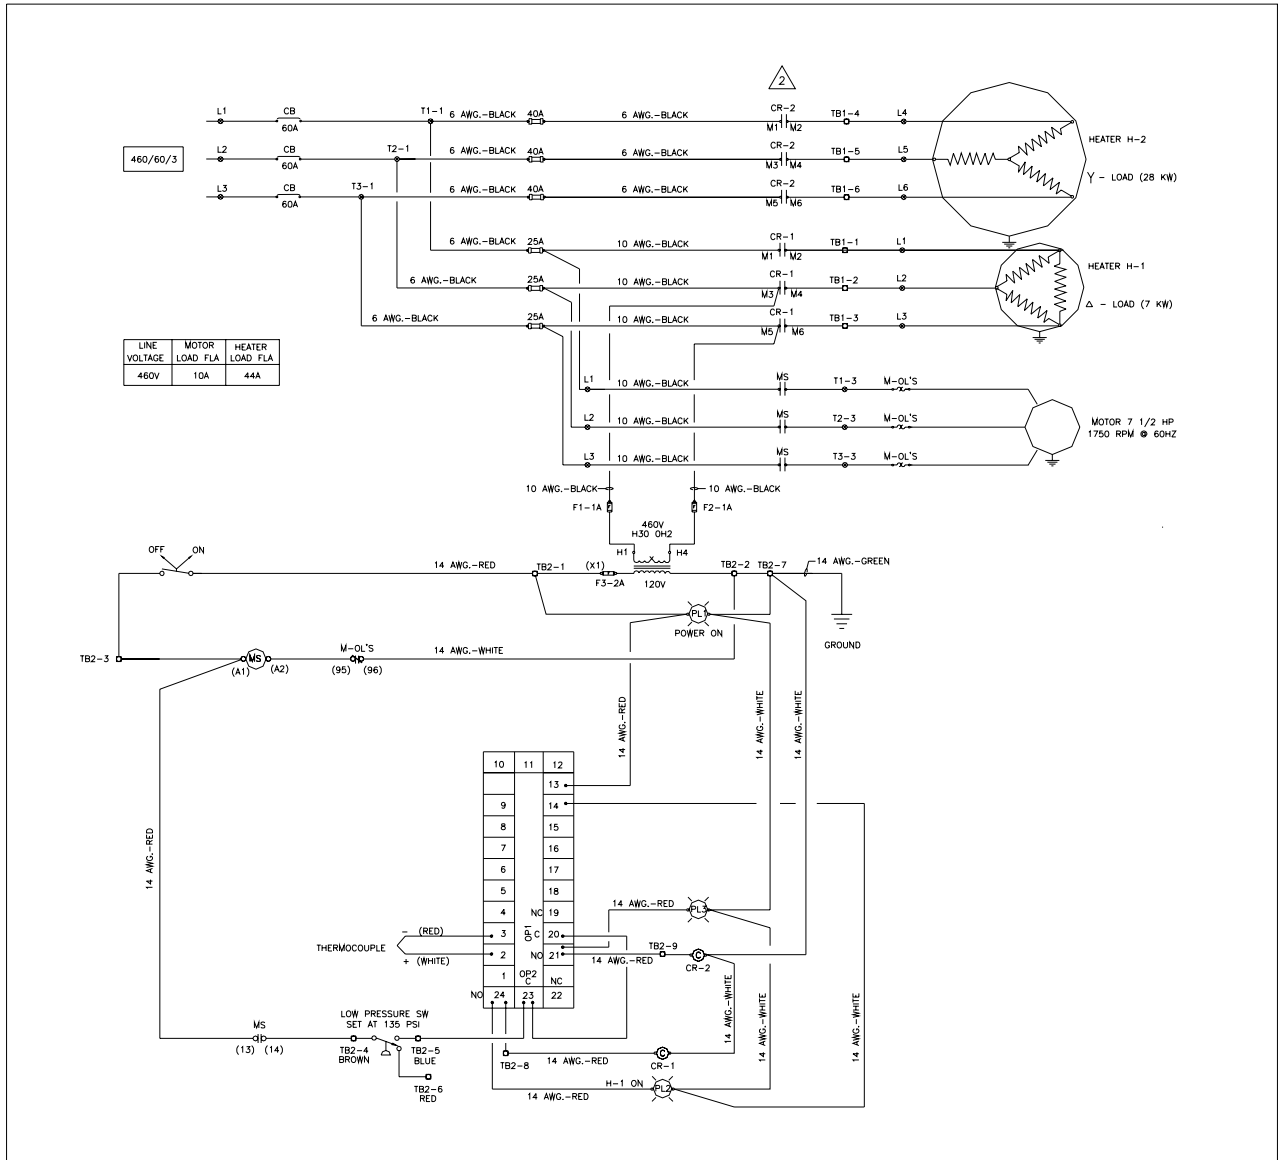 2
L1
CB
60A
T1-1
6 AWG.-BLACK
40A
6 AWG.-BLACK
CR-2
M1 M2
TB1-4
L4
HEATER H-2
460/60/3
L2
CB
60A
T2-1
6 AWG.-BLACK
40A
6 AWG.-BLACK
CR-2
M3 M4
TB1-5
L5
Y - LOAD (28 KW)
L3
CB
60A
T3-1
6 AWG.-BLACK
40A
6 AWG.-BLACK
CR-2
M5 M6
TB1-6
L6
6 AWG.-BLACK
25A
10 AWG.-BLACK
CR-1
M1 M2
TB1-1
L1
HEATER H-1
6 AWG.-BLACK
25A
10 AWG.-BLACK
CR-1
M3 M4
TB1-2
L2
Δ - LOAD (7 KW)
6 AWG.-BLACK
25A
10 AWG.-BLACK
CR-1
M5 M6
TB1-3
L3
LINE VOLTAGE
MOTOR LOAD FLA
HEATER LOAD FLA
460V
10A
44A
L1
10 AWG.-BLACK
MS
T1-3
M-OL'S
L2
10 AWG.-BLACK
MS
T2-3
M-OL'S
MOTOR 7 1/2 HP
1750 RPM @ 60HZ
L3
10 AWG.-BLACK
MS
T3-3
M-OL'S
10 AWG.-BLACK
10 AWG.-BLACK
F1-1A
F2-1A
460V
H30 0H2
H1
H4
OFF
ON
14 AWG.-RED
TB2-1
(X1)
F3-2A
120V
TB2-2
TB2-7
14 AWG.-GREEN
PL1
POWER ON
GROUND
TB2-3
MS
(A1)
(A2)
M-OL'S
(95) (96)
14 AWG.-WHITE
14 AWG.-RED
14 AWG.-WHITE
14 AWG.-WHITE
10
11
12
13
9
14
8
15
7
16
6
17
5
18
4
NC 19
3
OP1
C
20
2
NO 21
1
OP2
C
NC
NO 24
23
22
14 AWG.-RED
14 AWG.-RED
PL3
- (RED)
THERMOCOUPLE
+ (WHITE)
14 AWG.-RED
TB2-9
C
CR-2
14 AWG.-WHITE
14 AWG.-WHITE
14 AWG.-WHITE
MS
(13) (14)
LOW PRESSURE SW
SET AT 135 PSI
TB2-4
BROWN
TB2-5
BLUE
TB2-6
RED
TB2-8
14 AWG.-RED
C
CR-1
H-1 ON
PL2
14 AWG.-RED